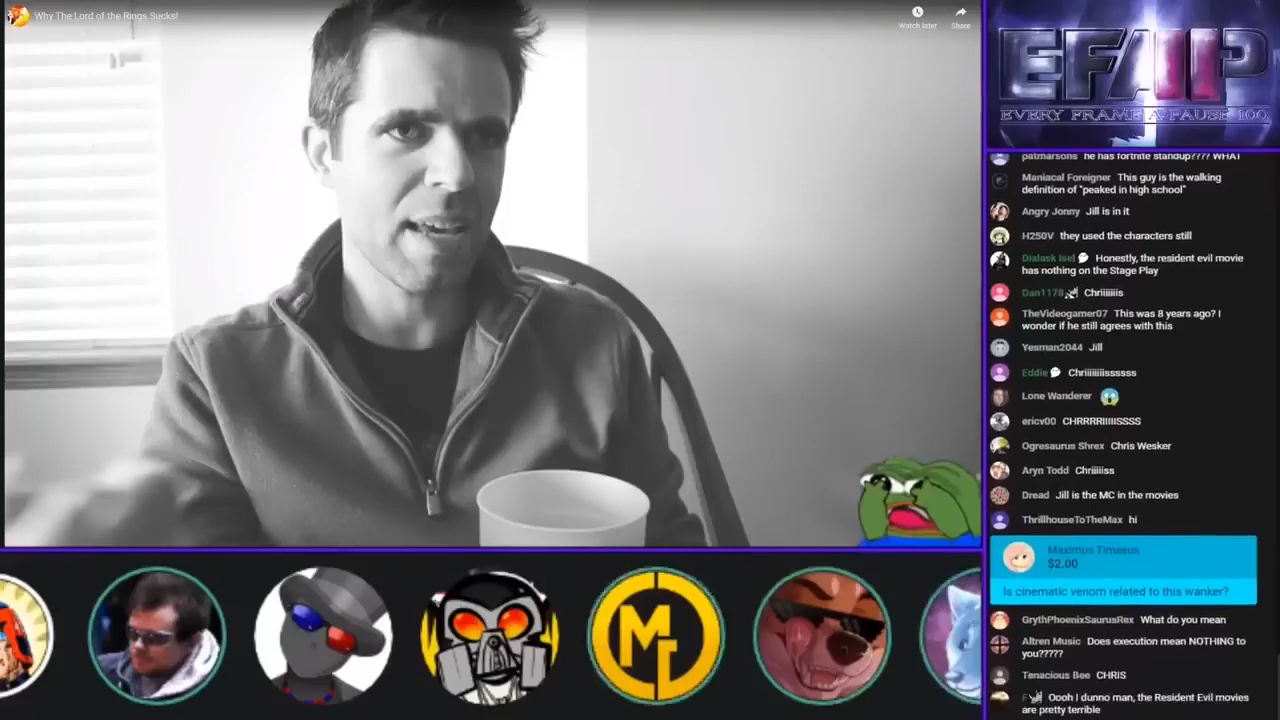 Why The Lord of the Rings Sucks!
Watch later
Share
EFAP
EVERY FRAME A PAUSE 100
patmarsons he has fortnite standup???? WHAT
Maniacal Foreigner This guy is the walking
definition of "peaked in high school"
Angry Jonny Jill is in it
H250V they used the characters still
Dialask Isel Honestly, the resident evil movie
has nothing on the Stage Play
Dan1178 Chriiiiiiis
TheVideogamer07 This was 8 years ago? I
wonder if he still agrees with this
Yesman2044 Jill
Eddie Chriiiiiiissssss
Lone Wanderer
ericv00 CHRRRRIIIIISSSS
Ogresaurus Shrex Chris Wesker
Aryn Todd Chriiiiiss
Dread Jill is the MC in the movies
ThrillhouseToTheMax hi
Maximus Timaeus
$2.00
Is cinematic venom related to this wanker?
GrythPhoenixSaurusRex What do you mean
Altren Music Does execution mean NOTHING to
you?????
Tenacious Bee CHRIS
Oooh I dunno man, the Resident Evil movies
are pretty terrible